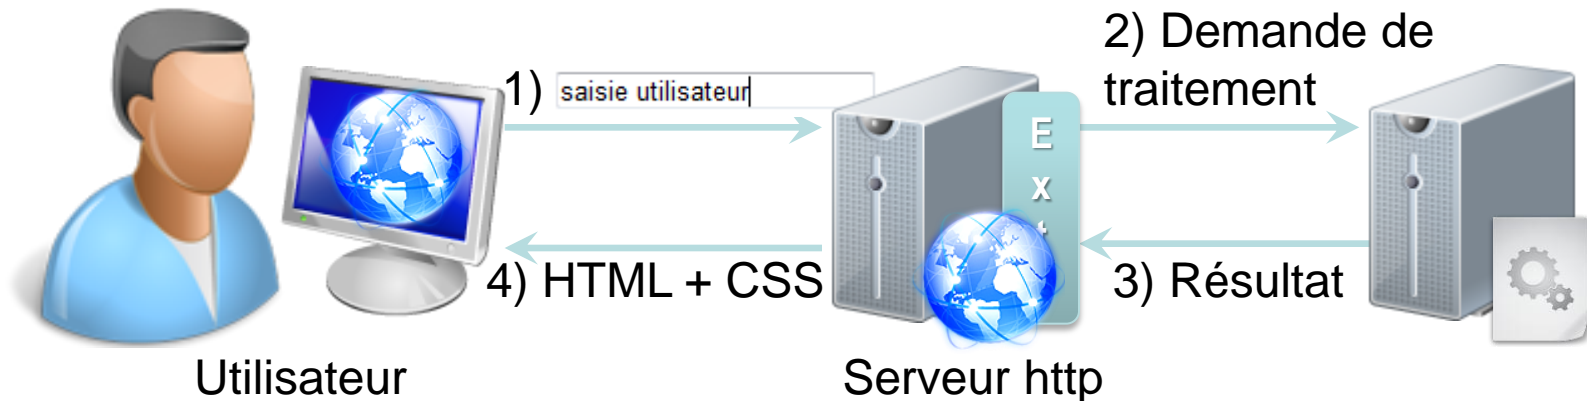 2) Demande de
traitement
1) saisie utilisateur
E
x
4) HTML + CSS
3) Résultat
Utilisateur
Serveur http